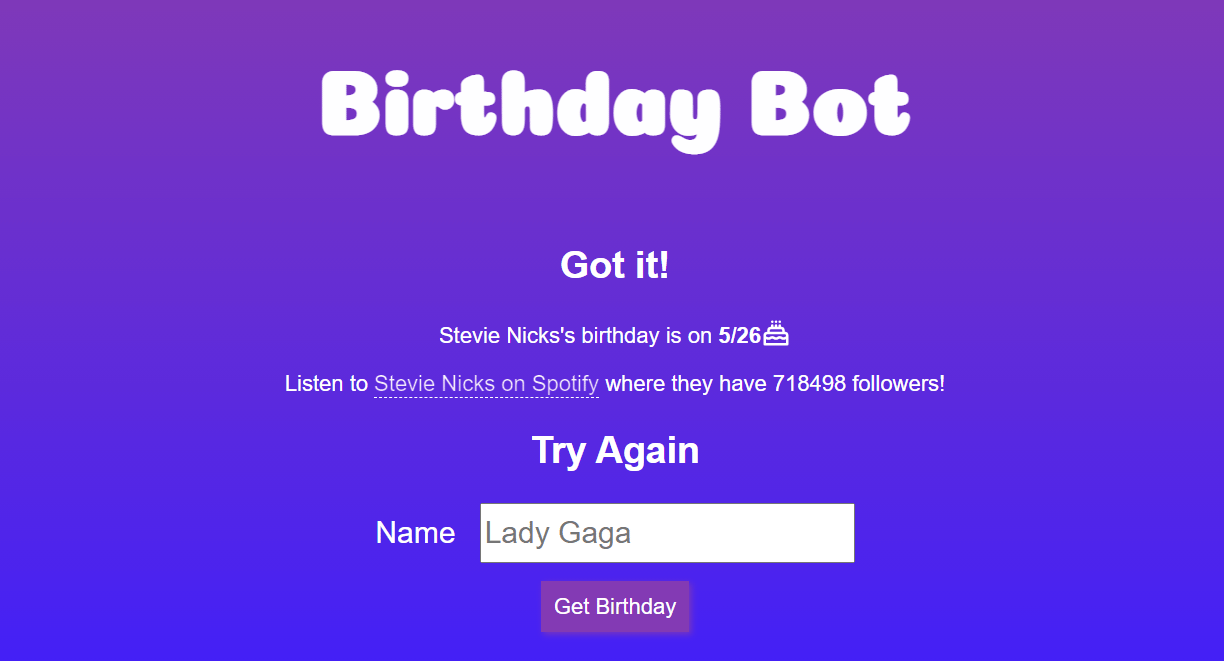 Birthday Bot
Got it!
Stevie Nicks's birthday is on 5/26
Listen to Stevie Nicks on Spotify where they have 718498 followers!
Try Again
Name Lady Gaga
Get Birthday